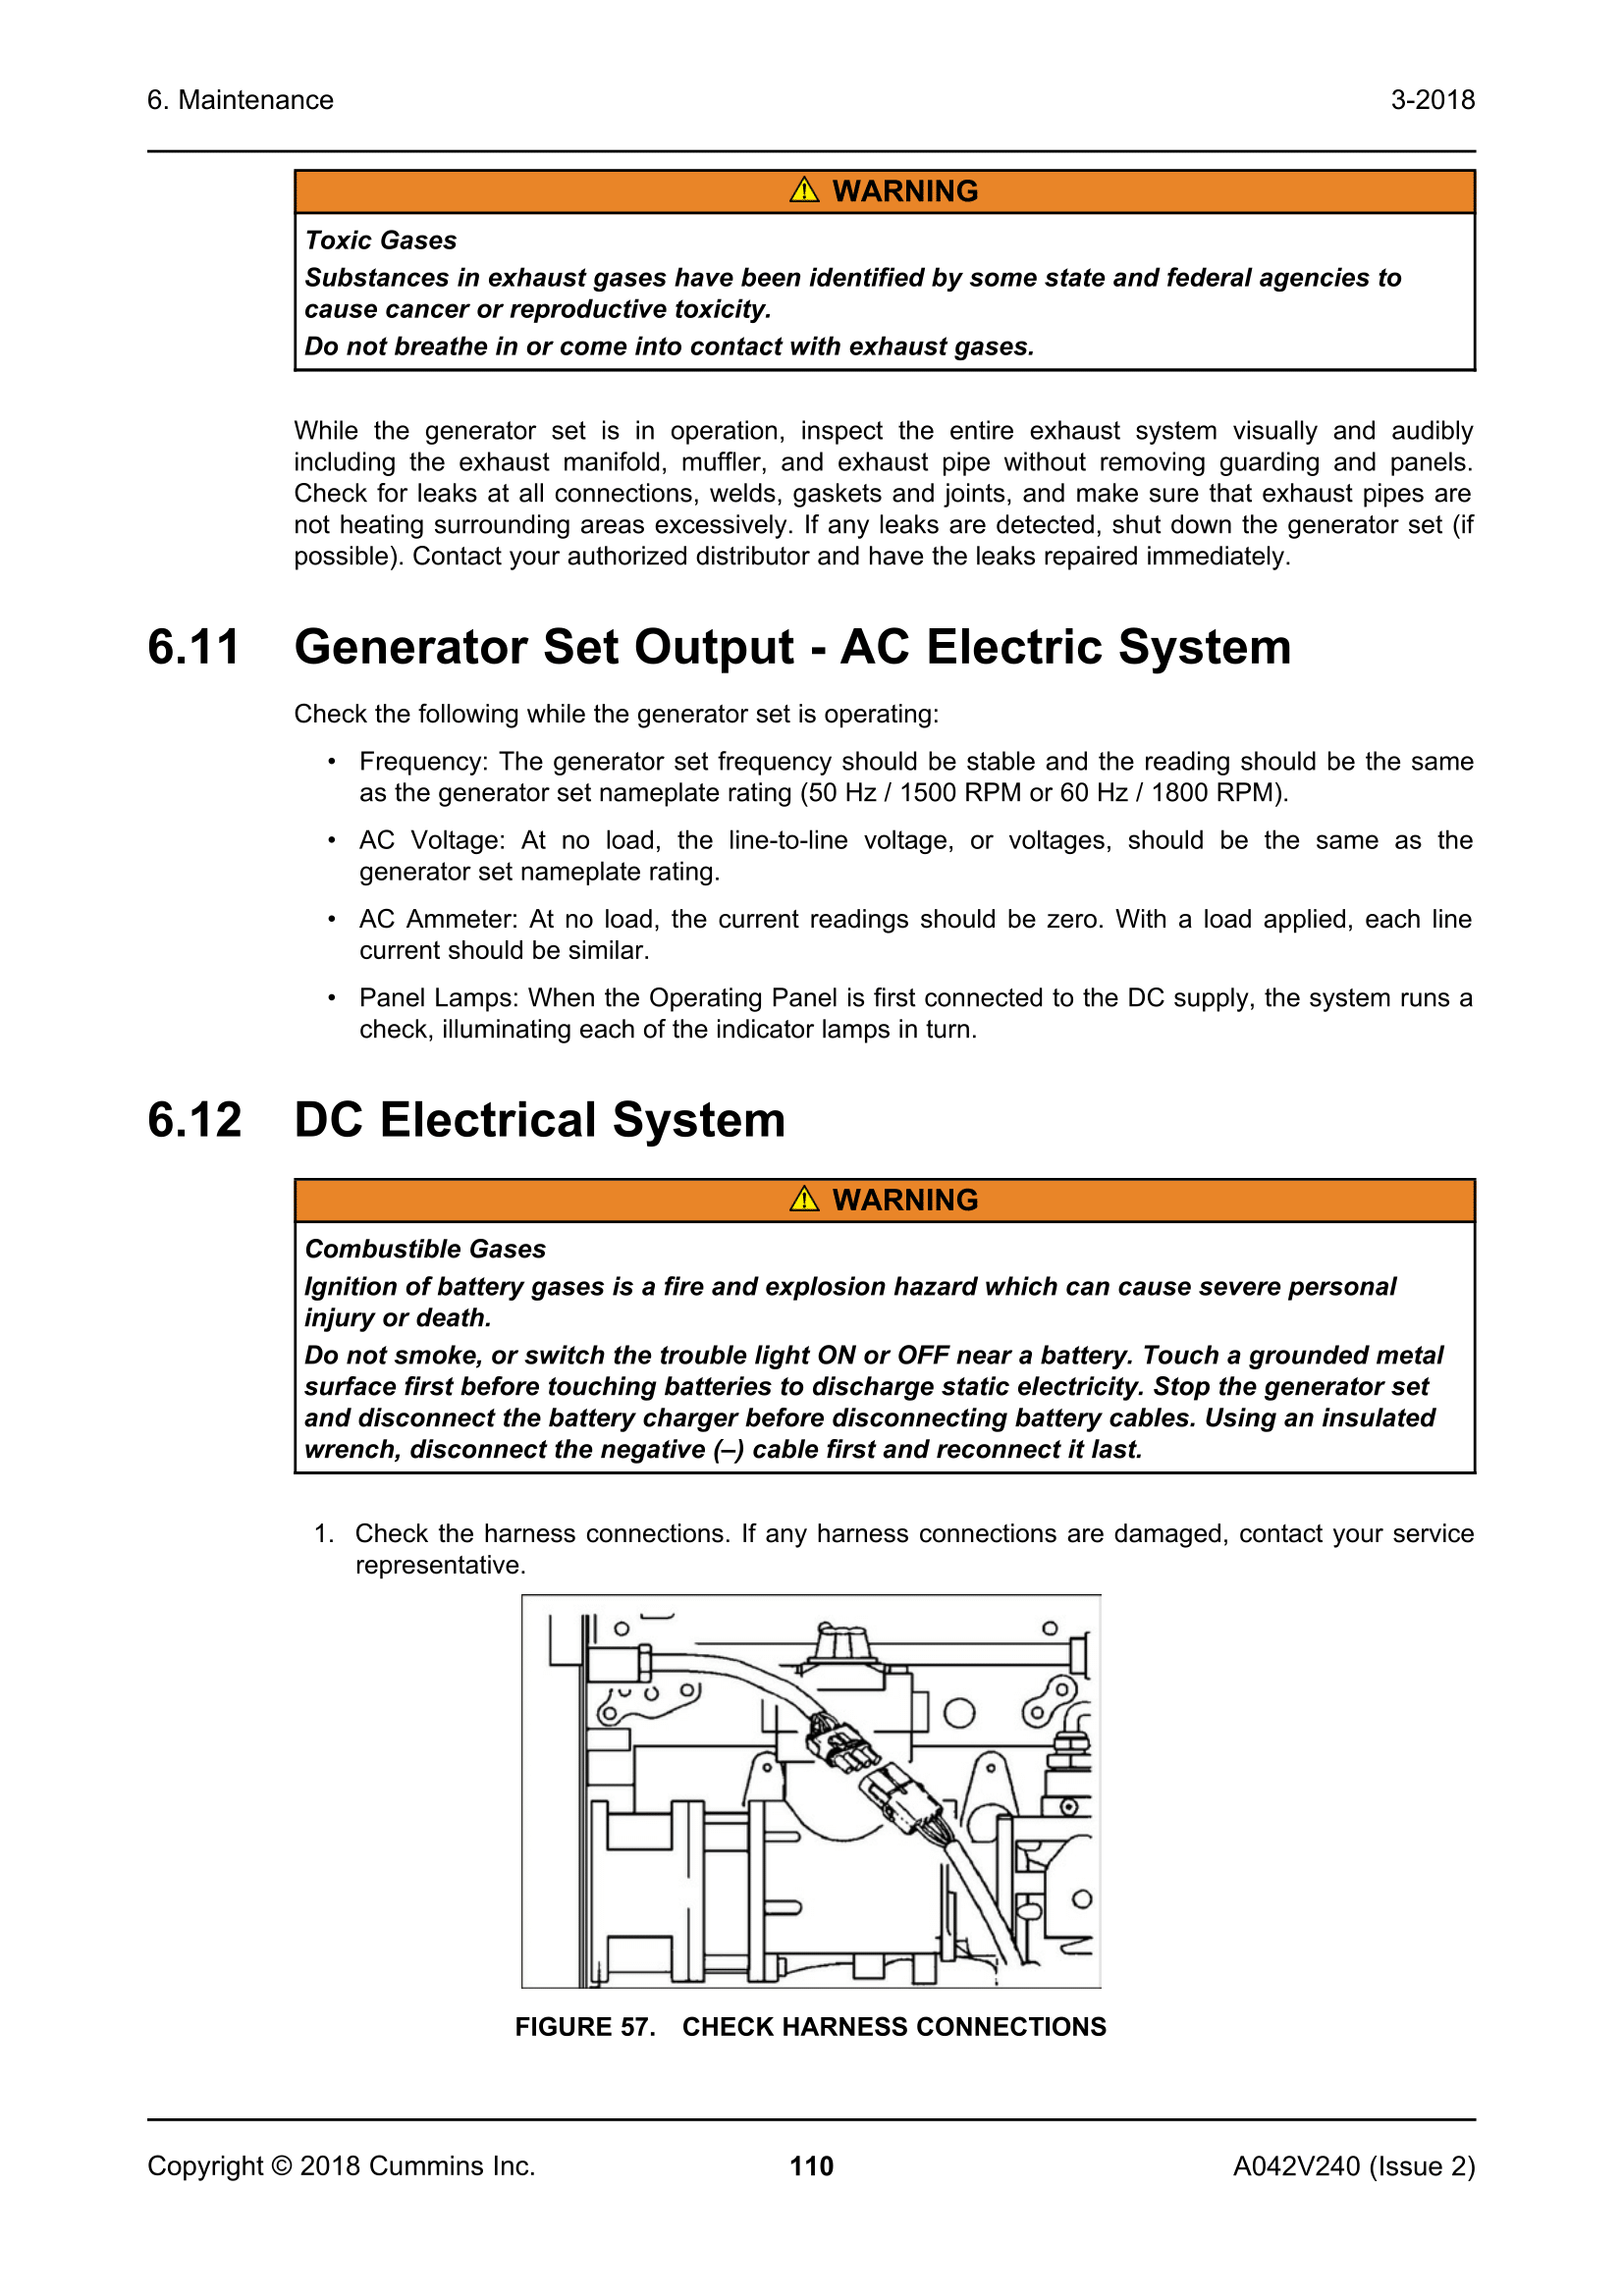 6. Maintenance 3-2018
WARNING
Toxic Gases
Substances in exhaust gases have been identified by some state and federal agencies to
cause cancer or reproductive toxicity.
Do not breathe in or come into contact with exhaust gases.
While the generator set is in operation, inspect the entire exhaust system visually and audibly
including the exhaust manifold, muffler, and exhaust pipe without removing guarding and panels.
Check for leaks at all connections, welds, gaskets and joints, and make sure that exhaust pipes are
not heating surrounding areas excessively. If any leaks are detected, shut down the generator set (if
possible). Contact your authorized distributor and have the leaks repaired immediately.
6.11 Generator Set Output - AC Electric System
Check the following while the generator set is operating:
• Frequency: The generator set frequency should be stable and the reading should be the same
as the generator set nameplate rating (50 Hz / 1500 RPM or 60 Hz / 1800 RPM).
• AC Voltage: At no load, the line-to-line voltage, or voltages, should be the same as the
generator set nameplate rating.
• AC Ammeter: At no load, the current readings should be zero. With a load applied, each line
current should be similar.
• Panel Lamps: When the Operating Panel is first connected to the DC supply, the system runs a
check, illuminating each of the indicator lamps in turn.
6.12 DC Electrical System
WARNING
Combustible Gases
Ignition of battery gases is a fire and explosion hazard which can cause severe personal
injury or death.
Do not smoke, or switch the trouble light ON or OFF near a battery. Touch a grounded metal
surface first before touching batteries to discharge static electricity. Stop the generator set
and disconnect the battery charger before disconnecting battery cables. Using an insulated
wrench, disconnect the negative (–) cable first and reconnect it last.
1. Check the harness connections. If any harness connections are damaged, contact your service
representative.
FIGURE 57. CHECK HARNESS CONNECTIONS
Copyright © 2018 Cummins Inc. 110 A042V240 (Issue 2)